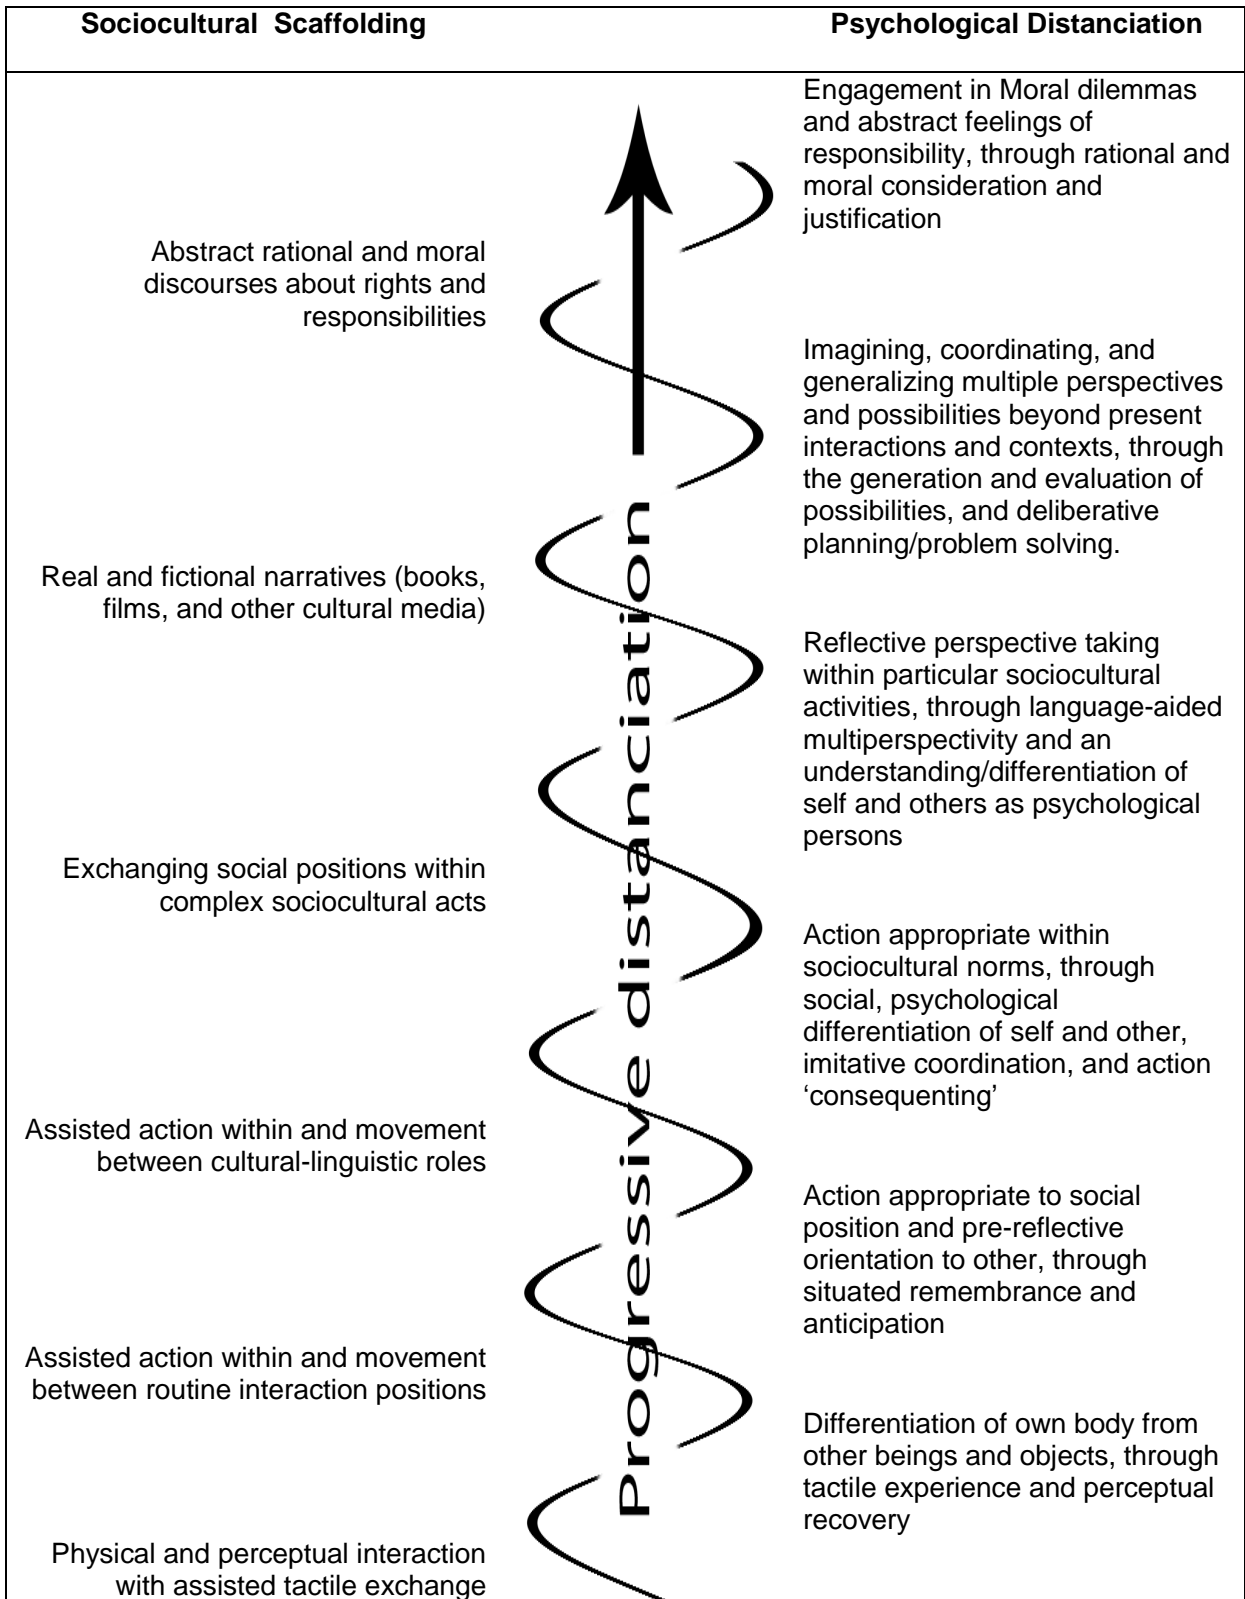 Sociocultural Scaffolding
Psychological Distanciation
Engagement in Moral dilemmas
and abstract feelings of
responsibility, through rational and
moral consideration and
justification
Abstract rational and moral
discourses about rights and
responsibilities
Imagining, coordinating, and
generalizing multiple perspectives
and possibilities beyond present
interactions and contexts, through
the generation and evaluation of
possibilities, and deliberative
planning/problem solving.
Real and fictional narratives (books,
films, and other cultural media)
Reflective perspective taking
within particular sociocultural
activities, through language-aided
multiperspectivity and an
understanding/differentiation of
self and others as psychological
persons
Exchanging social positions within
complex sociocultural acts
Action appropriate within
sociocultural norms, through
social, psychological
differentiation of self and other,
imitative coordination, and action
‘consequenting’
Assisted action within and movement
between cultural-linguistic roles
Action appropriate to social
position and pre-reflective
orientation to other, through
situated remembrance and
anticipation
Assisted action within and movement
between routine interaction positions
Differentiation of own body from
other beings and objects, through
tactile experience and perceptual
recovery
Physical and perceptual interaction
with assisted tactile exchange
Progressive distanciation